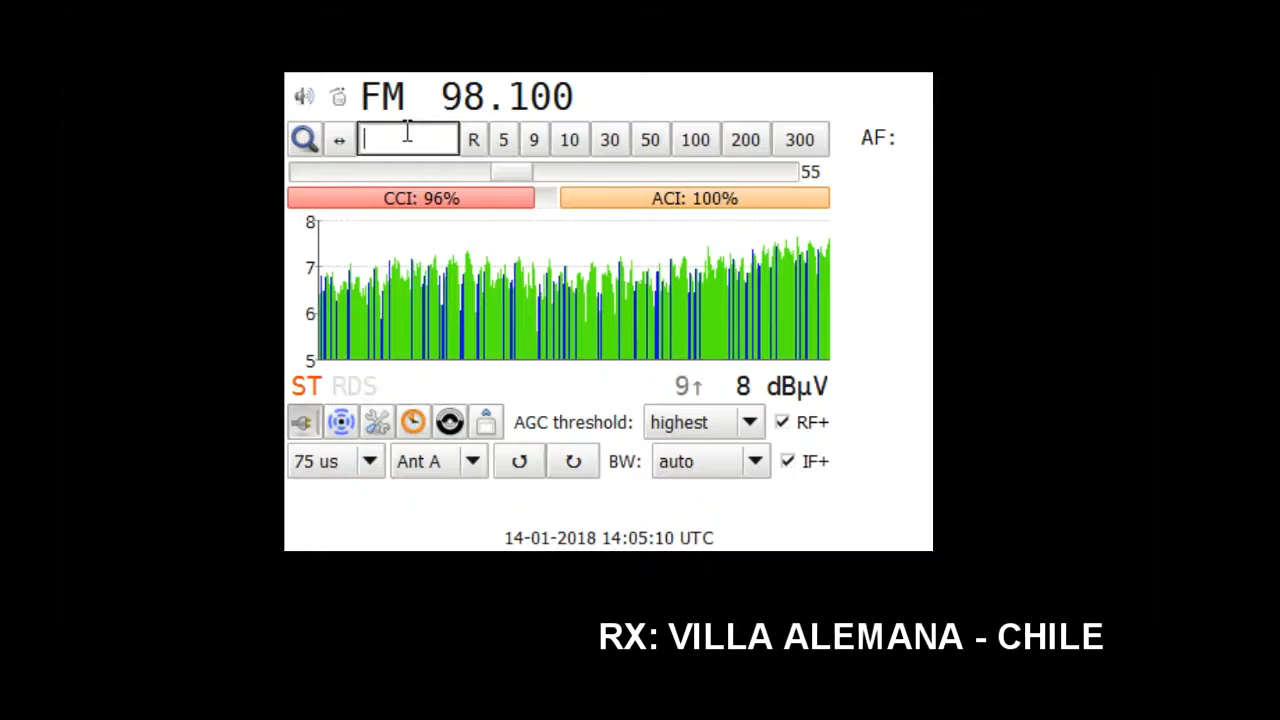 FM 98.100
↔ R 5 9 10 30 50 100 200 300 AF:
55
CCI: 96% ACI: 100%
8
7
6
5
ST RDS 9↑ 8 dBµV
AGC threshold: highest RF+
75 us Ant A ↺ ↻ BW: auto IF+
14-01-2018 14:05:10 UTC
RX: VILLA ALEMANA - CHILE